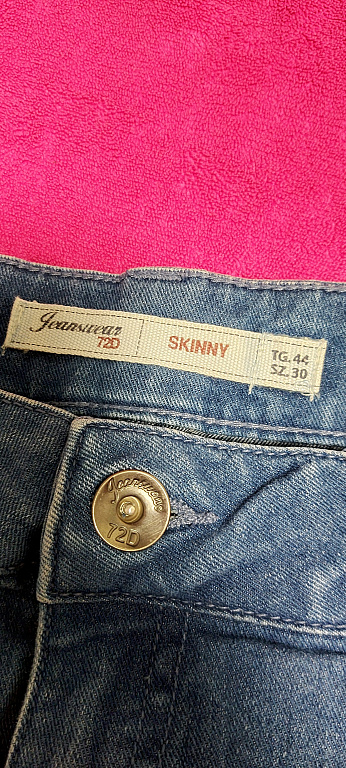 Jeanswear
72D
SKINNY
TG. 44
SZ. 30
Jeanswear
72D